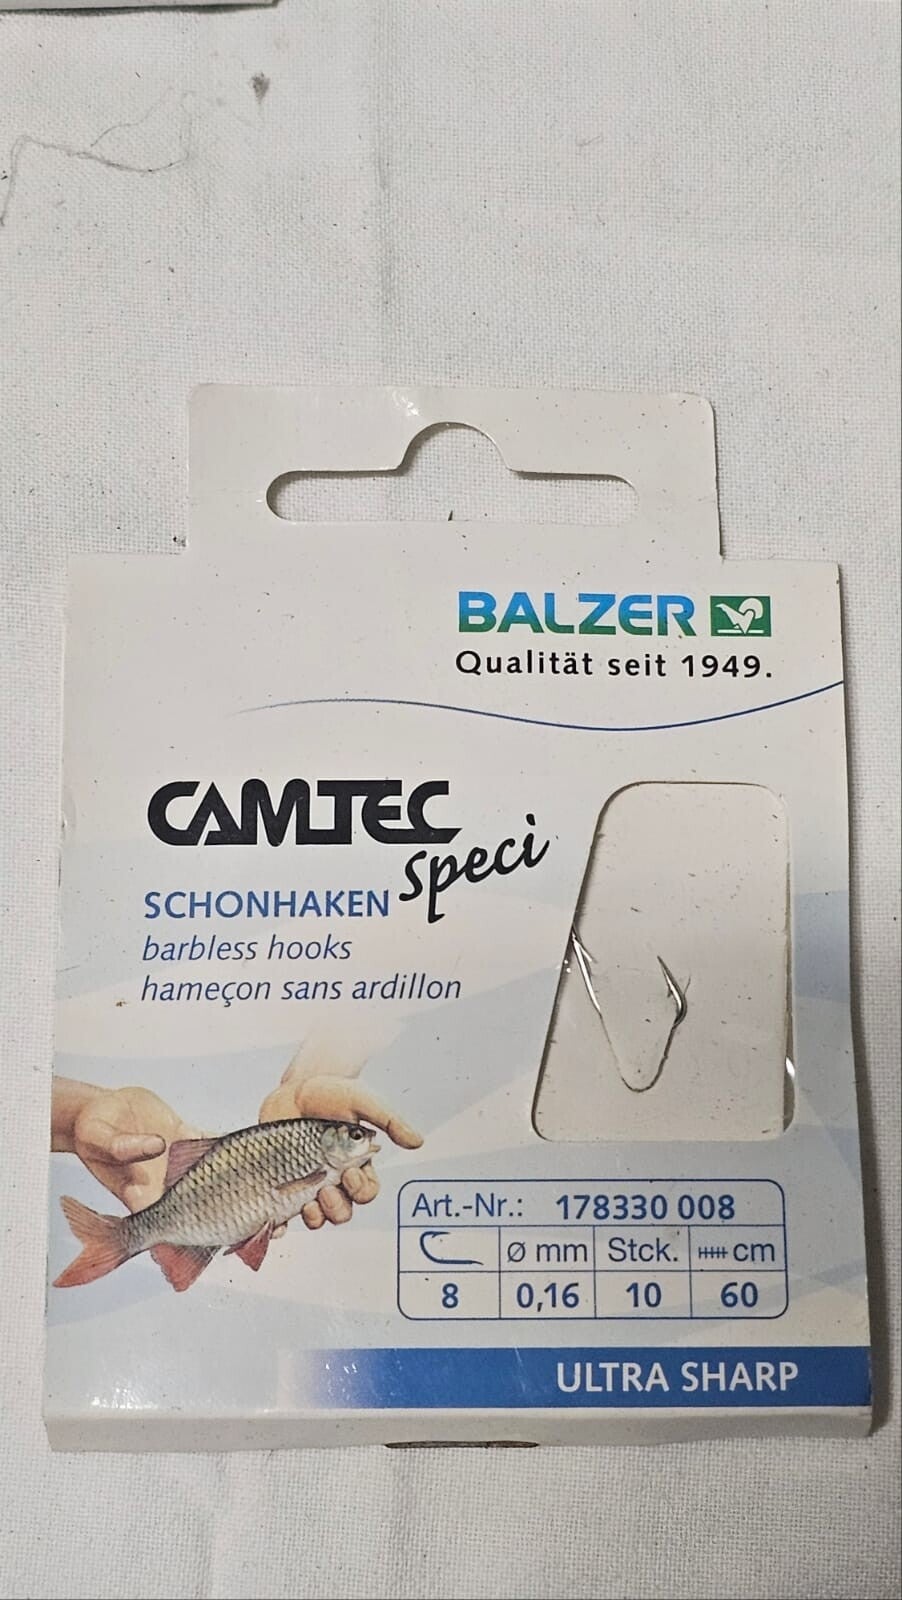 BALZER
Qualität seit 1949.
CAMTEC
Speci
SCHONHAKEN
barbless hooks
hameçon sans ardillon
Art.-Nr.: 178330 008
Ø mm Stck. cm
8 0,16 10 60
ULTRA SHARP